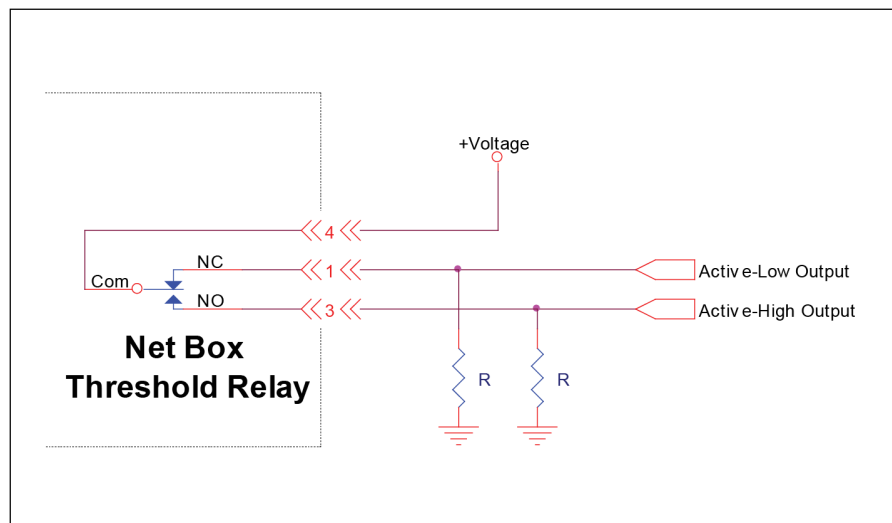 +Voltage
4
NC
1
Active-Low Output
Com
NO
3
Active-High Output
Net Box
Threshold Relay
R
R